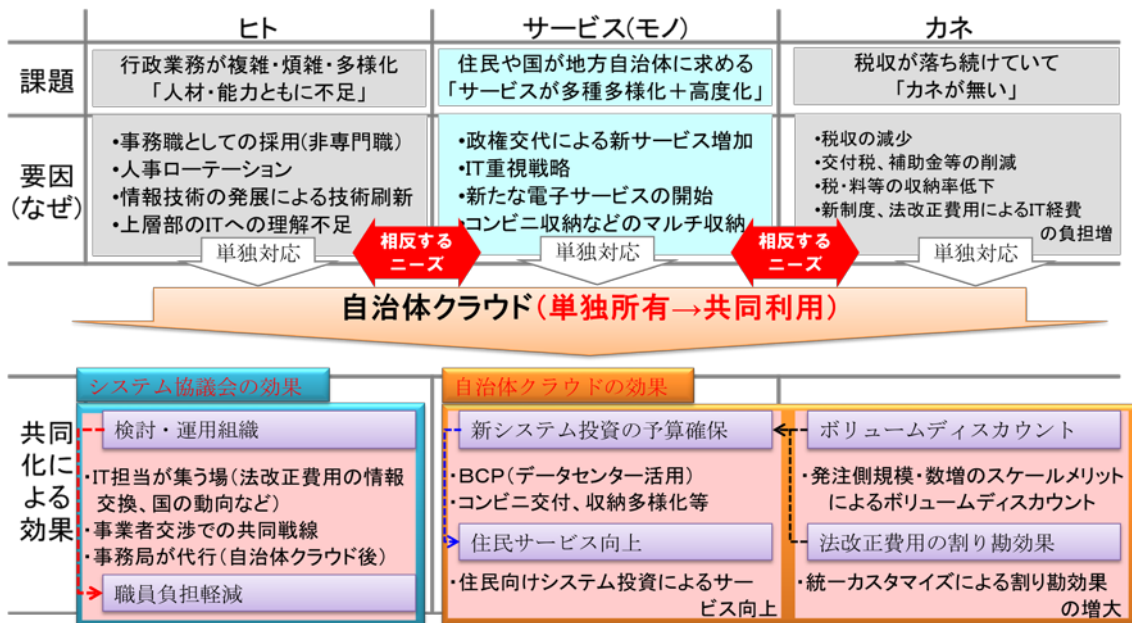 ヒト
サービス(モノ)
カネ
課題
行政業務が複雑・煩雑・多様化
「人材・能力ともに不足」
住民や国が地方自治体に求める
「サービスが多種多様化＋高度化」
税収が落ち続けていて
「カネが無い」
要因
(なぜ)
•事務職としての採用(非専門職)
•人事ローテーション
•情報技術の発展による技術刷新
•上層部のITへの理解不足
•政権交代による新サービス増加
•IT重視戦略
•新たな電子サービスの開始
•コンビニ収納などのマルチ収納
•税収の減少
•交付税、補助金等の削減
•税・料等の収納率低下
•新制度、法改正費用によるIT経費
の負担増
単独対応
相反する
ニーズ
単独対応
相反する
ニーズ
単独対応
自治体クラウド(単独所有→共同利用)
共同
化に
よる
効果
システム協議会の効果
検討・運用組織
・IT担当が集う場（法改正費用の情報
交換、国の動向など）
・事業者交渉での共同戦線
・事務局が代行（自治体クラウド後）
職員負担軽減
自治体クラウドの効果
新システム投資の予算確保
・BCP（データセンター活用）
・コンビニ交付、収納多様化等
住民サービス向上
・住民向けシステム投資によるサー
ビス向上
ボリュームディスカウント
・発注側規模・数増のスケールメリット
によるボリュームディスカウント
法改正費用の割り勘効果
・統一カスタマイズによる割り勘効果
の増大